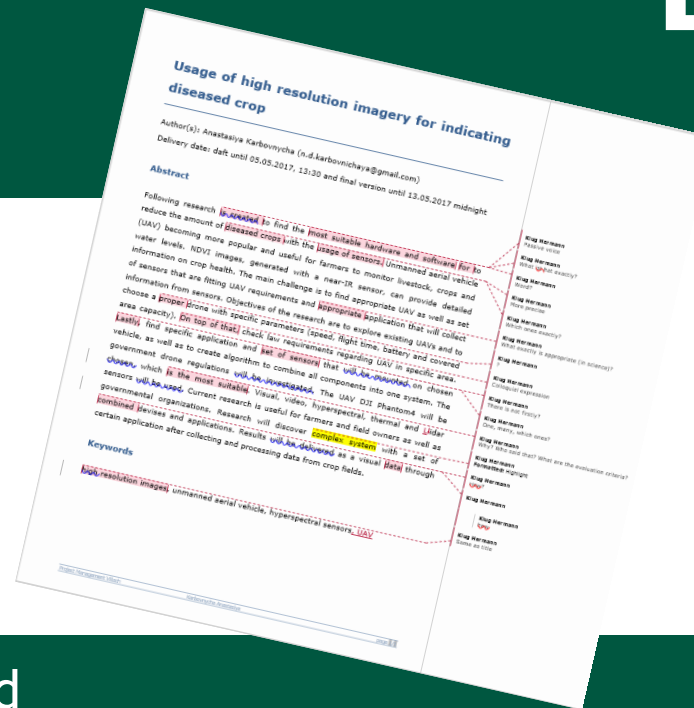 Usage of high resolution imagery for indicating
diseased crop
Author(s): Anastasiya Karbovnycha (n.d.karbovnichaya@gmail.com)
Delivery date: daft until 05.05.2017, 13:30 and final version until 13.05.2017 midnight
Abstract
Following research is created to find the most suitable hardware and software for to
reduce the amount of diseased crops with the usage of sensors. Unmanned aerial vehicle
(UAV) becoming more popular and useful for farmers to monitor livestock, crops and
water levels. NDVI images, generated with a near-IR sensor, can provide detailed
information on crop health. The main challenge is to find appropriate UAV as well as set
of sensors that are fitting UAV requirements and appropriate application that will collect
information from sensors. Objectives of the research are to explore existing UAVs and to
choose a proper drone with specific parameters (speed, flight time, battery and covered
area capacity). On top of that, check law requirements regarding UAV in specific area.
Lastly, find specific application and set of sensors that will be mounted on chosen
vehicle, as well as to create algorithm to combine all components into one system. The
government drone regulations will be investigated. The UAV DJI Phantom4 will be
chosen, which is the most suitable. Visual, video, hyperspectral, thermal and Lidar
sensors will be used. Current research is useful for farmers and field owners as well as
governmental organizations. Research will discover complex system with a set of
combined devises and applications. Results will be delivered as a visual data through
certain application after collecting and processing data from crop fields.
Keywords
high resolution images, unmanned aerial vehicle, hyperspectral sensors, UAV
Klug Hermann
Passive voice
Klug Hermann
What exactly?
Klug Hermann
Word?
Klug Hermann
More precise
Klug Hermann
Which ones exactly?
Klug Hermann
What exactly is appropriate (in science)?
Klug Hermann
?
Klug Hermann
Colloquial expression
Klug Hermann
There is not firstly?
Klug Hermann
One, many, which ones?
Klug Hermann
Why? Who said that? What are the evaluation criteria?
Klug Hermann
Formatted: Highlight
Klug Hermann
Klug Hermann
Klug Hermann
Klug Hermann
Same as title
Project Management
Karbovnycha Anastasiya
page
d